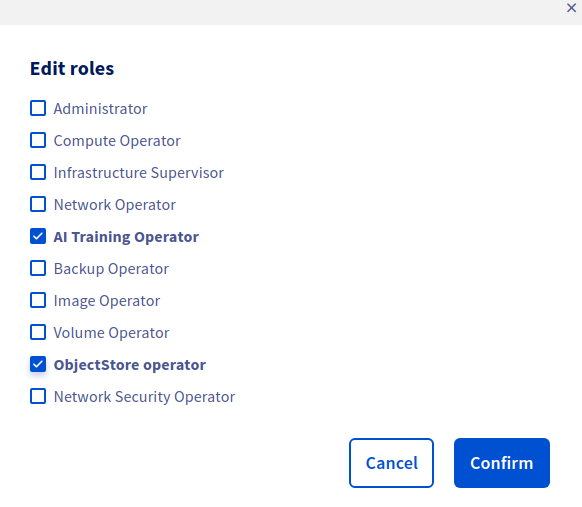 Edit roles
Administrator
Compute Operator
Infrastructure Supervisor
Network Operator
AI Training Operator
Backup Operator
Image Operator
Volume Operator
ObjectStore operator
Network Security Operator
Cancel Confirm